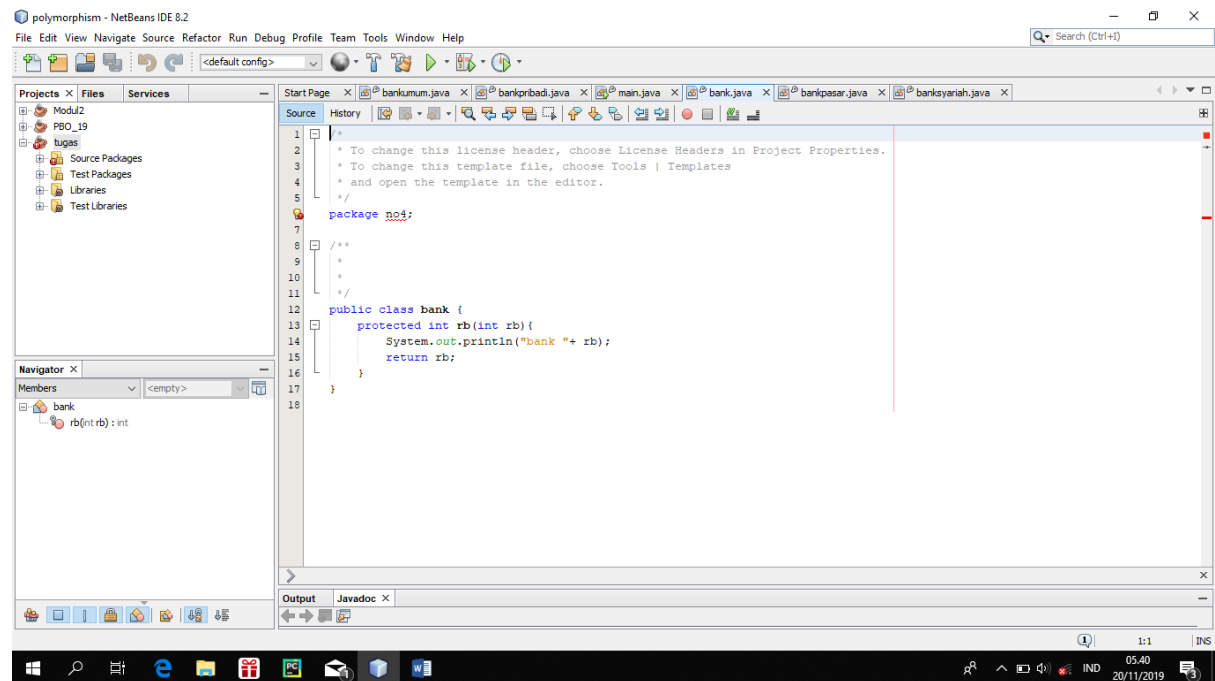 polymorphism - NetBeans IDE 8.2
File Edit View Navigate Source Refactor Run Debug Profile Team Tools Window Help
Search (Ctrl+I)
<default config>
Projects Files Services
Start Page bankumum.java bankpribadi.java main.java bank.java bankpasar.java banksyariah.java
Modul2
PBO_19
tugas
Source Packages
Test Packages
Libraries
Test Libraries
Source History
1 /*
2 * To change this license header, choose License Headers in Project Properties.
3 * To change this template file, choose Tools | Templates
4 * and open the template in the editor.
5 */
package no4;
7
8 /**
9 *
10 *
11 */
12 public class bank {
13 protected int rb(int rb){
14 System.out.println("bank "+ rb);
15 return rb;
16 }
17 }
18
Navigator
Members <empty>
bank
rb(int rb) : int
Output Javadoc
1 1:1 INS
PC W IND 05.40
20/11/2019 3